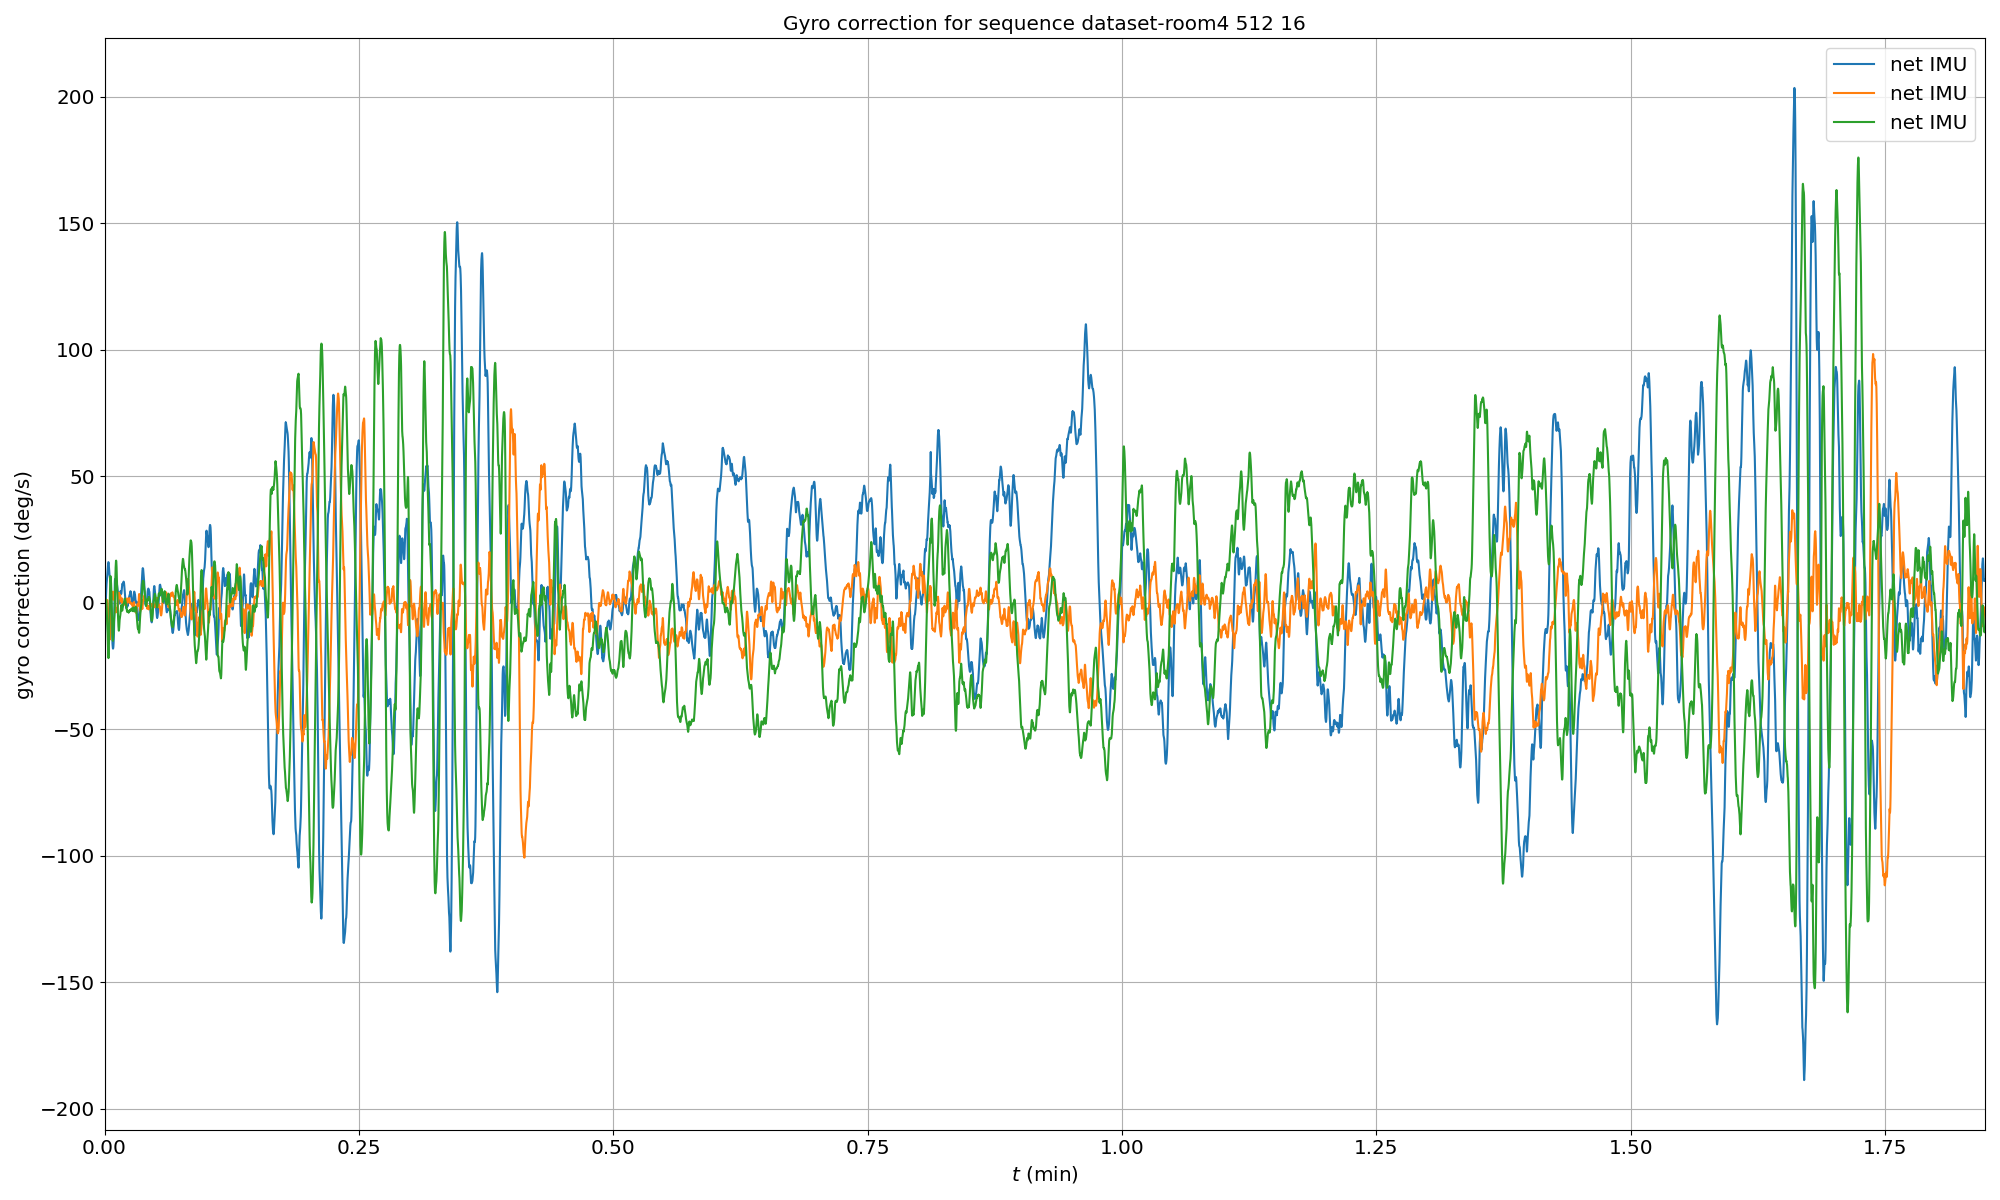 Gyro correction for sequence dataset-room4 512 16
net IMU
net IMU
net IMU
gyro correction (deg/s)
200
150
100
50
0
−50
−100
−150
−200
0.00 0.25 0.50 0.75 1.00 1.25 1.50 1.75
t (min)